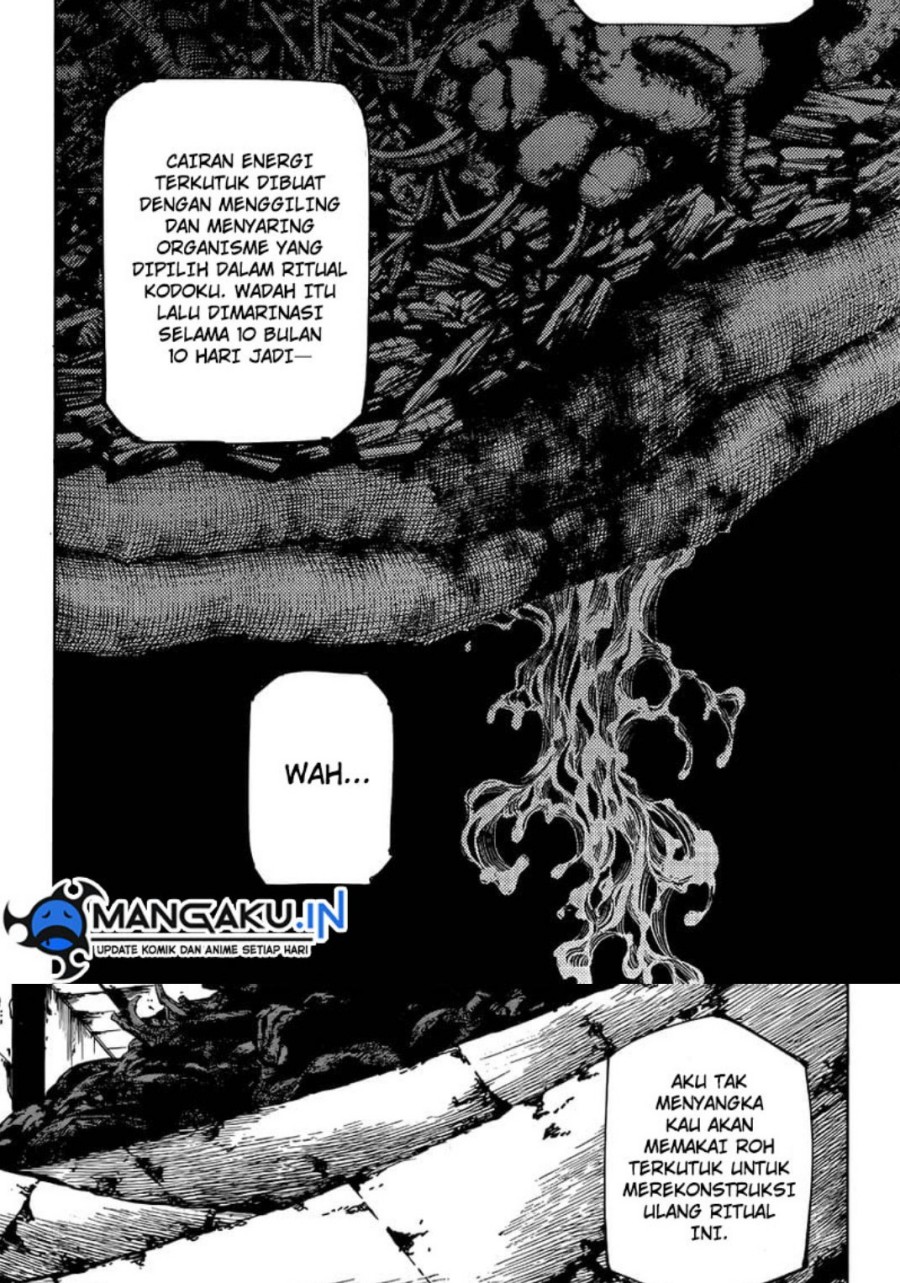 CAIRAN ENERGI
TERKUTUK DIBUAT
DENGAN MENGGILING
DAN MENYARING
ORGANISME YANG
DIPILIH DALAM RITUAL
KODOKU. WADAH ITU
LALU DIMARINASI
SELAMA 10 BULAN
10 HARI JADI—
WAH...
MANGAKU.IN
UPDATE KOMIK DAN ANIME SETIAP HARI
AKU TAK
MENYANGKA
KAU AKAN
MEMAKAI ROH
TERKUTUK UNTUK
MEREKONSTRUKSI
ULANG RITUAL
INI.